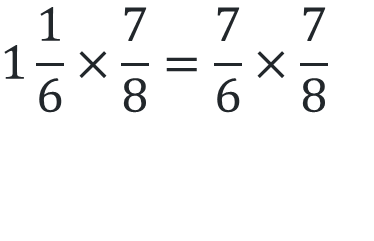 1 1/6 × 7/8 = 7/6 × 7/8